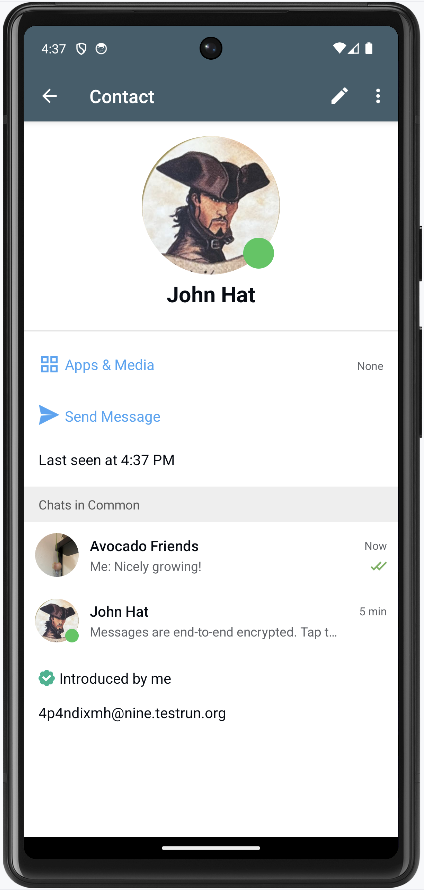 4:37
Contact
John Hat
Apps & Media None
Send Message
Last seen at 4:37 PM
Chats in Common
Avocado Friends Now
Me: Nicely growing!
John Hat 5 min
Messages are end-to-end encrypted. Tap t...
Introduced by me
4p4ndixmh@nine.testrun.org